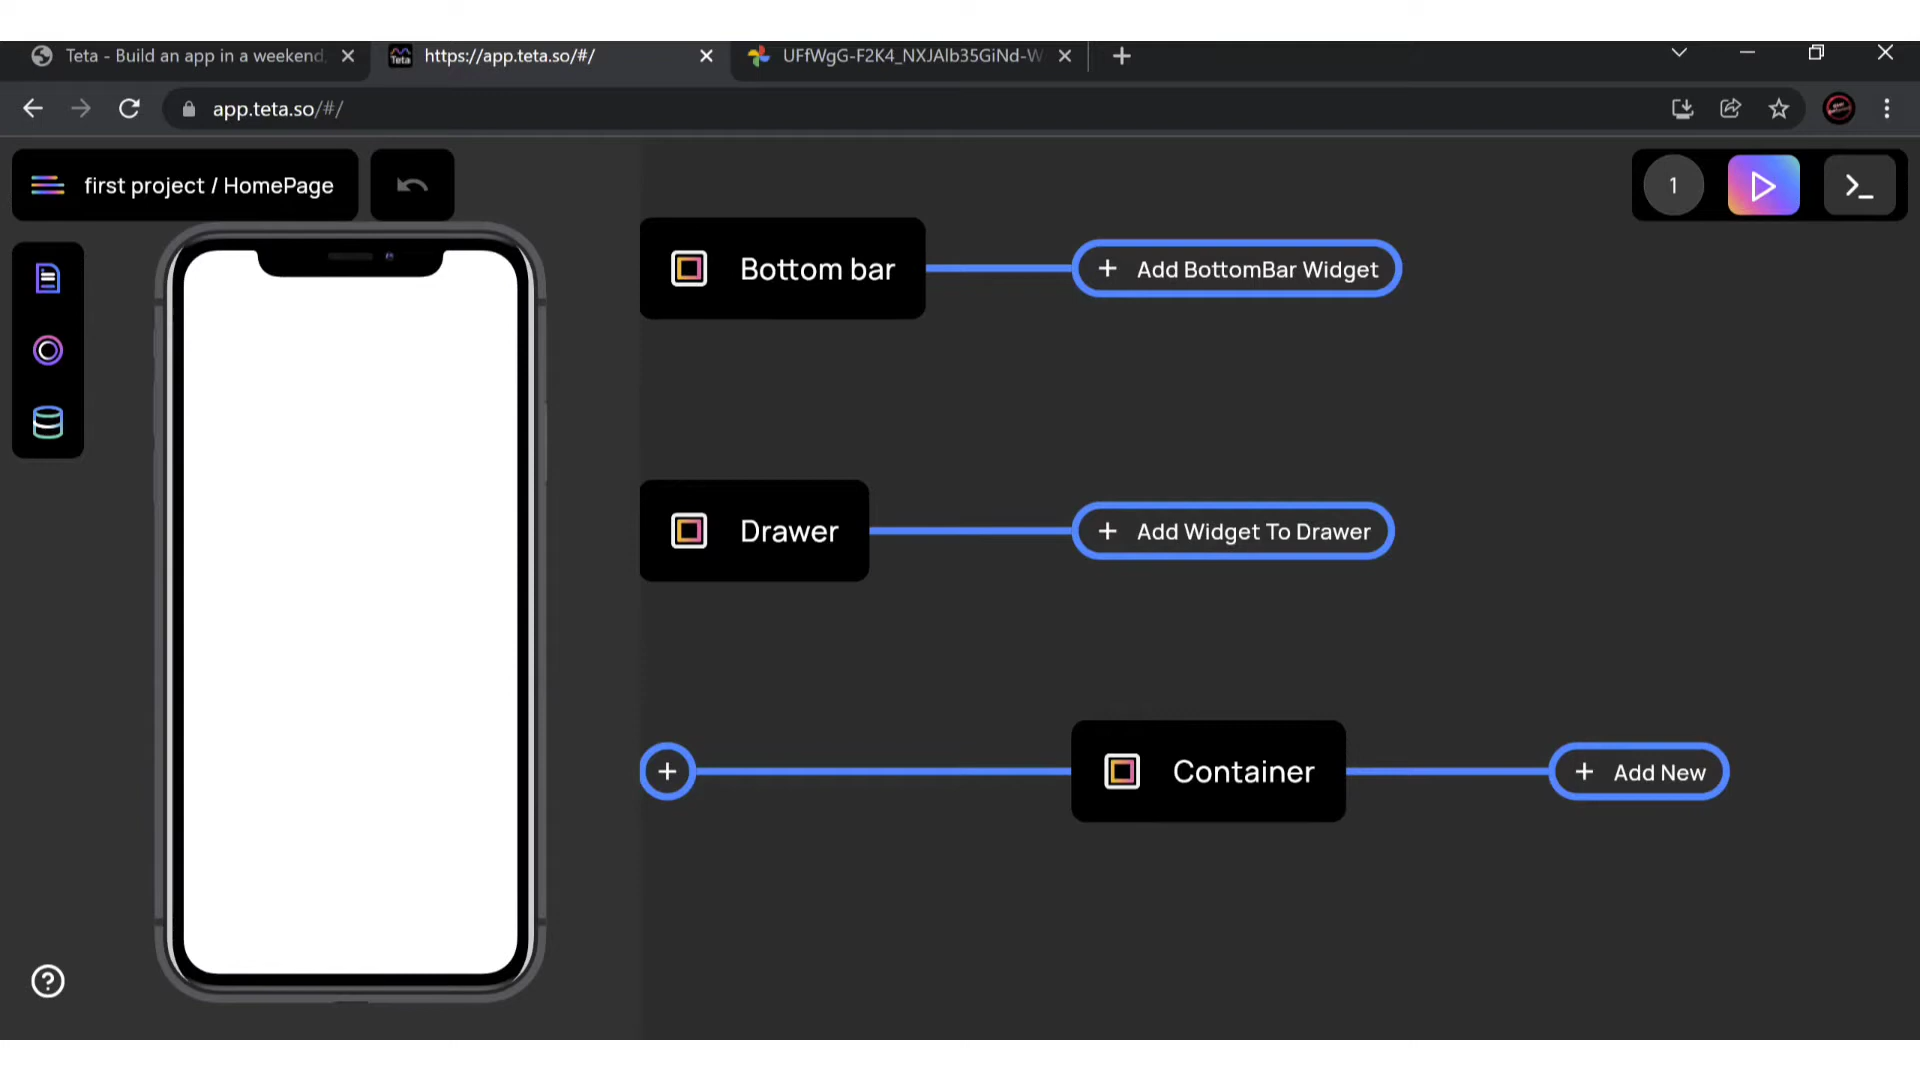 Teta - Build an app in a weekend,
Teta
https://app.teta.so/#/
UFfWgG-F2K4_NXJAlb35GiNd-W
app.teta.so/#/
first project / HomePage
1
Bottom bar
+ Add BottomBar Widget
Drawer
+ Add Widget To Drawer
+
Container
+ Add New